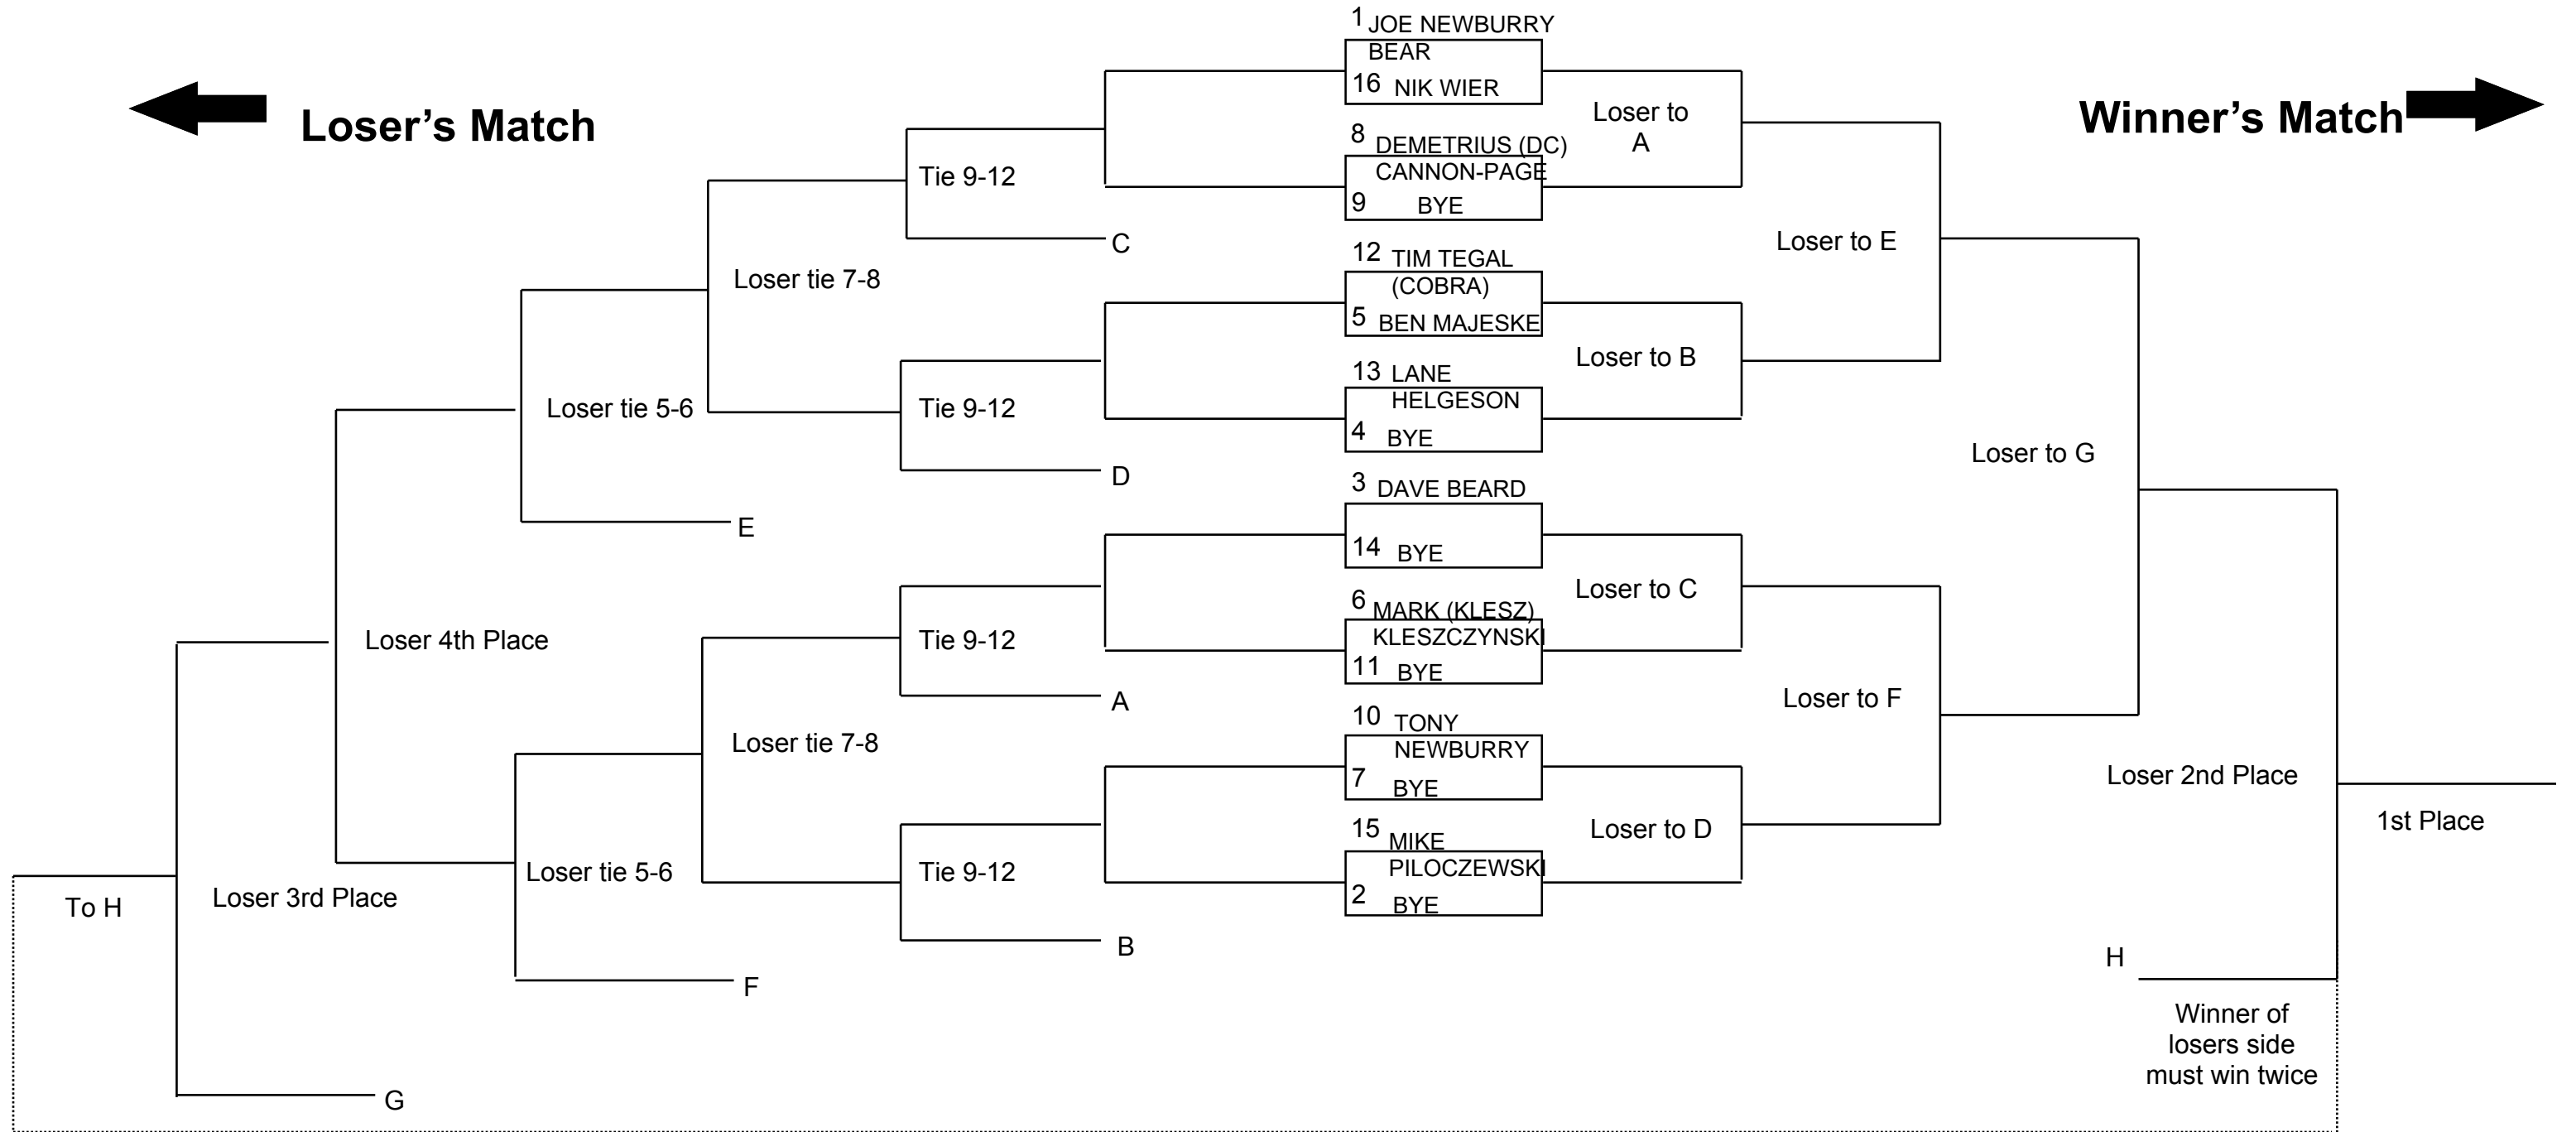 Loser's Match
Winner's Match
1 JOE NEWBURRY
BEAR
16 NIK WIER
8 DEMETRIUS (DC)
CANNON-PAGE
9 BYE
12 TIM TEGAL
(COBRA)
5 BEN MAJESKE
13 LANE
HELGESON
4 BYE
3 DAVE BEARD
14 BYE
6 MARK (KLESZ)
KLESZCZYNSKI
11 BYE
10 TONY
NEWBURRY
7 BYE
15 MIKE
PILOCZEWSKI
2 BYE
Loser to
A
Loser to B
Loser to C
Loser to D
Loser to E
Loser to F
Loser to G
Loser 2nd Place
1st Place
H
Winner of
losers side
must win twice
Tie 9-12
C
Tie 9-12
D
Tie 9-12
A
Tie 9-12
B
Loser tie 7-8
Loser tie 7-8
Loser tie 5-6
E
Loser tie 5-6
F
Loser 4th Place
Loser 3rd Place
G
To H